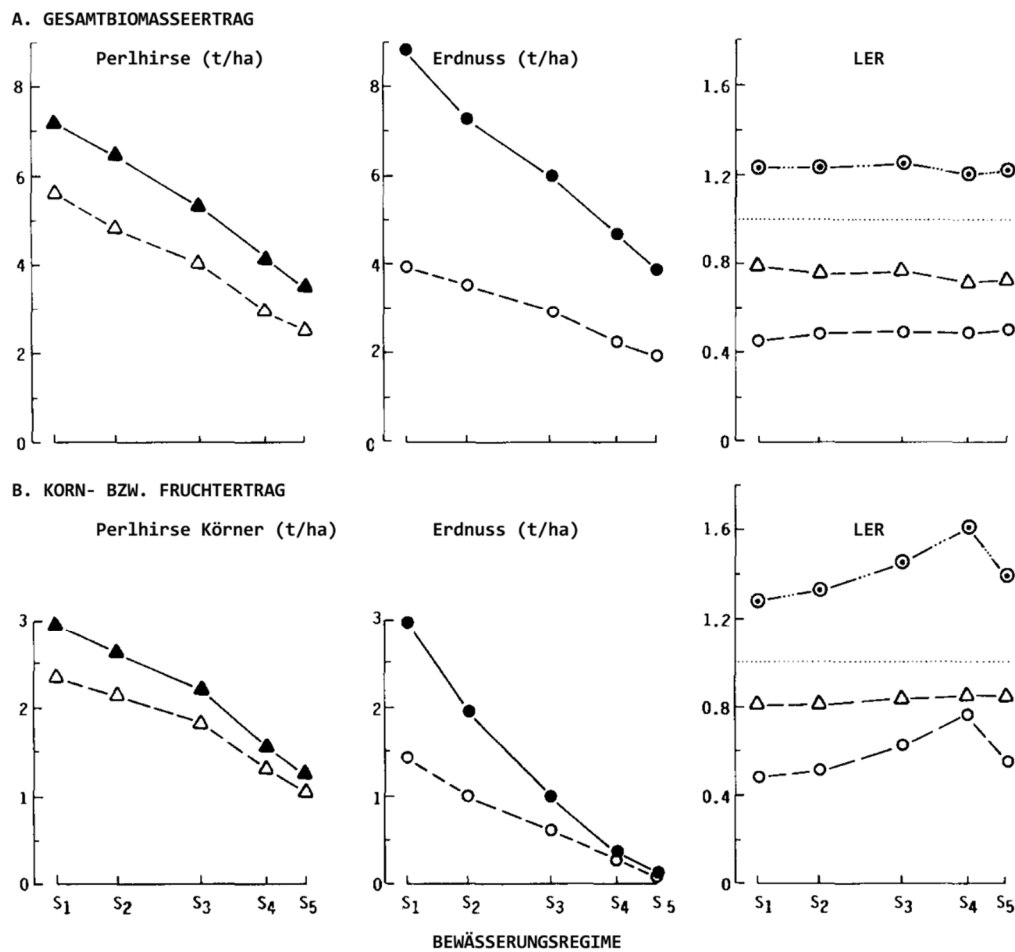 A. GESAMTBIOMASSEERTRAG
Perlhirse (t/ha)
Erdnuss (t/ha)
LER
8
6
4
2
0
8
6
4
2
0
1.6
1.2
0.8
0.4
0
B. KORN- BZW. FRUCHTERTRAG
Perlhirse Körner (t/ha)
Erdnuss (t/ha)
LER
3
2
1
0
3
2
1
0
1.6
1.2
0.8
0.4
0
S1 S2 S3 S4 S5
S1 S2 S3 S4 S5
S1 S2 S3 S4 S5
BEWÄSSERUNGSREGIME